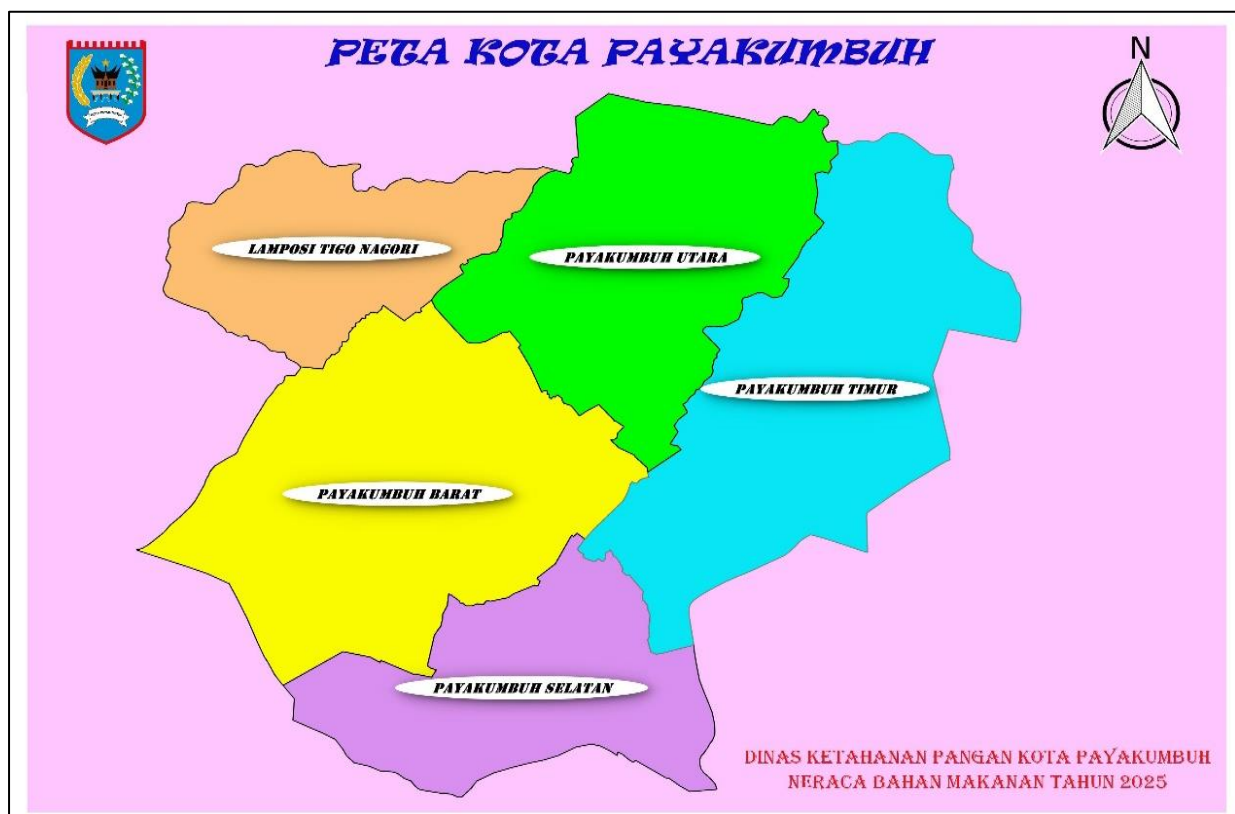 PETA KOTA PAYAKUMBUH
N
LAMPOSI TIGO NAGORI
PAYAKUMBUH UTARA
PAYAKUMBUH TIMUR
PAYAKUMBUH BARAT
PAYAKUMBUH SELATAN
DINAS KETAHANAN PANGAN KOTA PAYAKUMBUH
NERACA BAHAN MAKANAN TAHUN 2025